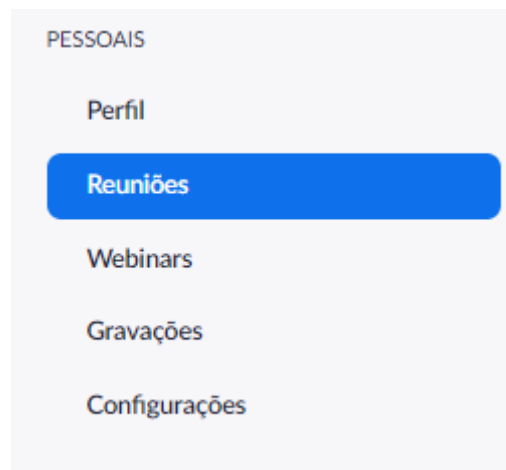 PESSOAIS
Perfil
Reuniões
Webinars
Gravações
Configurações